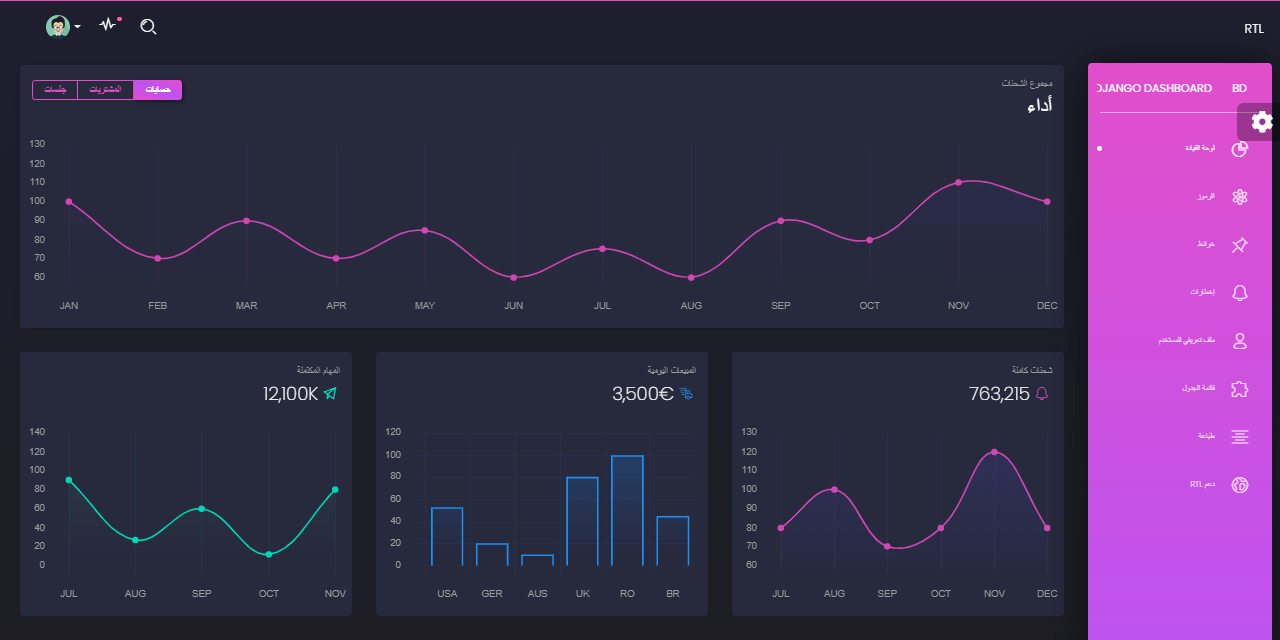 RTL
DJANGO DASHBOARD BD
لوحة القيادة
الرموز
خرائط
إخطارات
ملف تعريفي للمستخدم
قائمة الجدول
طباعة
دعم RTL
مجموع الشحنات
أداء
حسابات المشتريات جلسات
130
120
110
100
90
80
70
60
JAN FEB MAR APR MAY JUN JUL AUG SEP OCT NOV DEC
شحنات كاملة
763,215
130
120
110
100
90
80
70
60
JUL AUG SEP OCT NOV DEC
المبيعات اليومية
3,500€
120
100
80
60
40
20
0
USA GER AUS UK RO BR
المهام المكتملة
12,100K
140
120
100
80
60
40
20
0
JUL AUG SEP OCT NOV